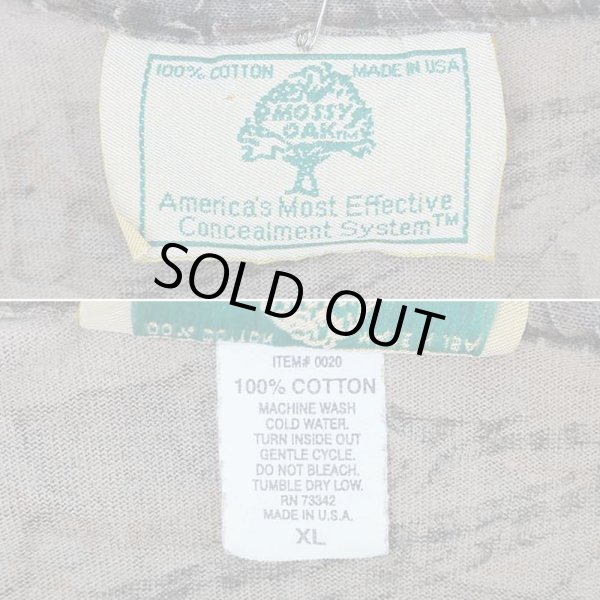 100% COTTON MADE IN USA
MOSSY
OAK TM
America's Most Effective
Concealment System™
SOLD OUT
ITEM# 0020
100% COTTON
MACHINE WASH
COLD WATER.
TURN INSIDE OUT
GENTLE CYCLE.
DO NOT BLEACH.
TUMBLE DRY LOW.
RN 73342
MADE IN U.S.A.
XL